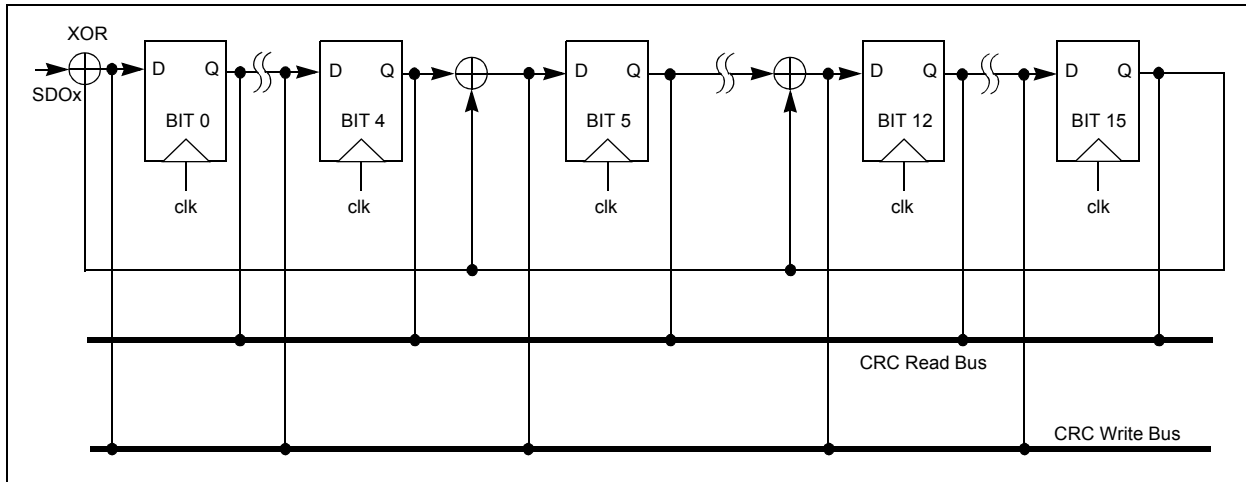 XOR
SDOx
D Q
BIT 0
clk
D Q
BIT 4
clk
D Q
BIT 5
clk
D Q
BIT 12
clk
D Q
BIT 15
clk
CRC Read Bus
CRC Write Bus